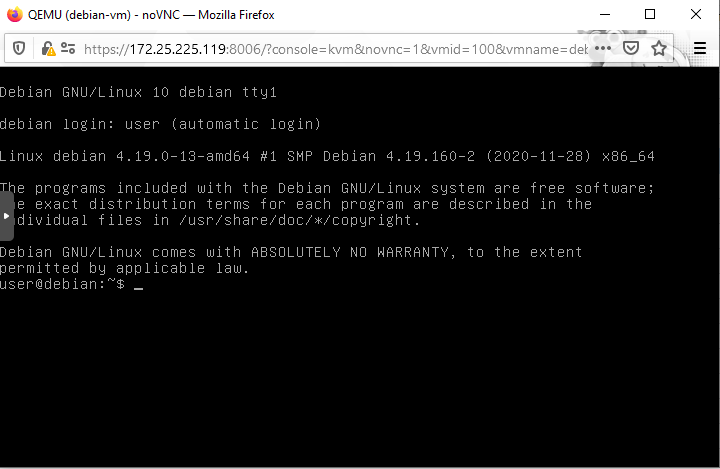 QEMU (debian-vm) - noVNC — Mozilla Firefox
https://172.25.225.119:8006/?console=kvm&novnc=1&vmid=100&vmname=deb
Debian GNU/Linux 10 debian tty1
debian login: user (automatic login)
Linux debian 4.19.0-13-amd64 #1 SMP Debian 4.19.160-2 (2020-11-28) x86_64
The programs included with the Debian GNU/Linux system are free software;
he exact distribution terms for each program are described in the
ndividual files in /usr/share/doc/*/copyright.
Debian GNU/Linux comes with ABSOLUTELY NO WARRANTY, to the extent
permitted by applicable law.
user@debian:~$ _